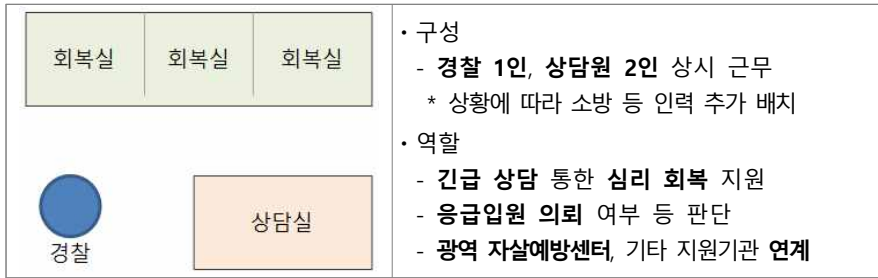 회복실 회복실 회복실
경찰
상담실
・구성
- 경찰 1인, 상담원 2인 상시 근무
* 상황에 따라 소방 등 인력 추가 배치
・역할
- 긴급 상담 통한 심리 회복 지원
- 응급입원 의뢰 여부 등 판단
- 광역 자살예방센터, 기타 지원기관 연계